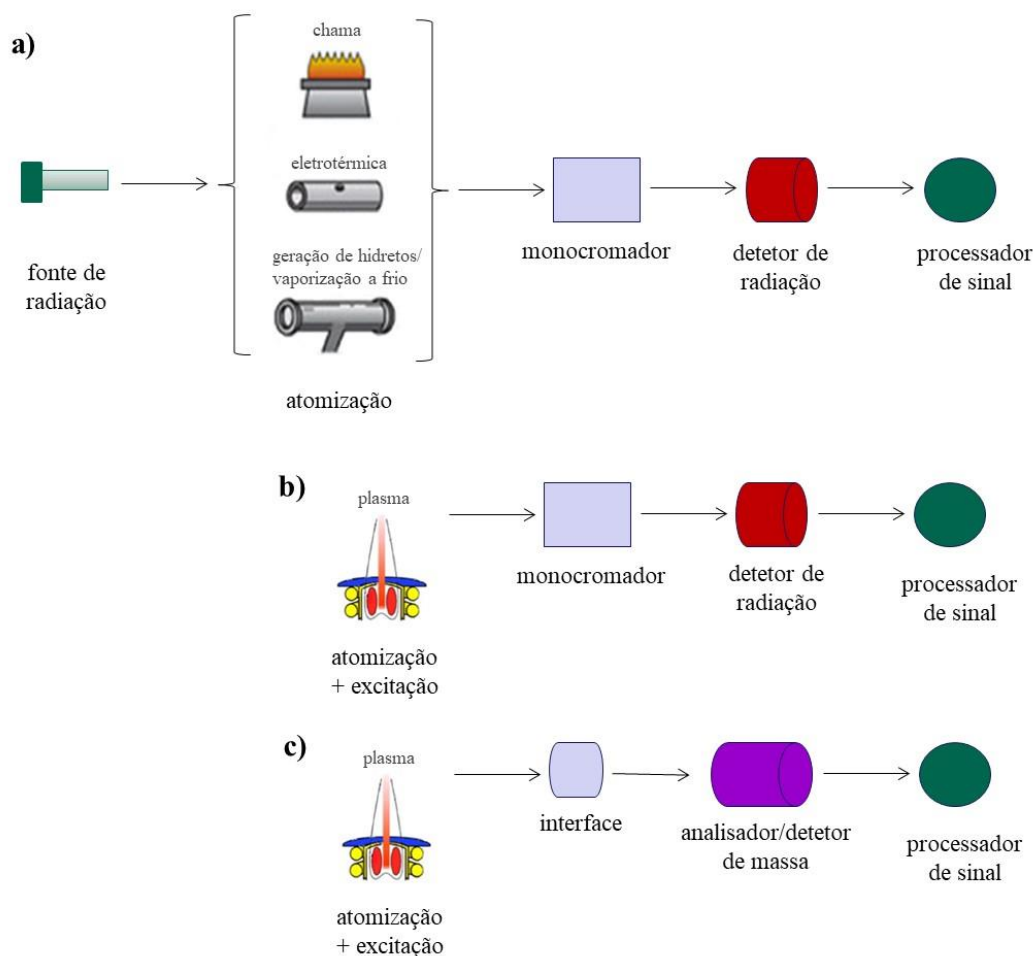 a)
chama
eletrotérmica
geração de hidretos/
vaporização a frio
atomização
fonte de
radiação
monocromador
detetor de
radiação
processador
de sinal
b)
plasma
atomização
+ excitação
monocromador
detetor de
radiação
processador
de sinal
c)
plasma
atomização
+ excitação
interface
analisador/detetor
de massa
processador
de sinal